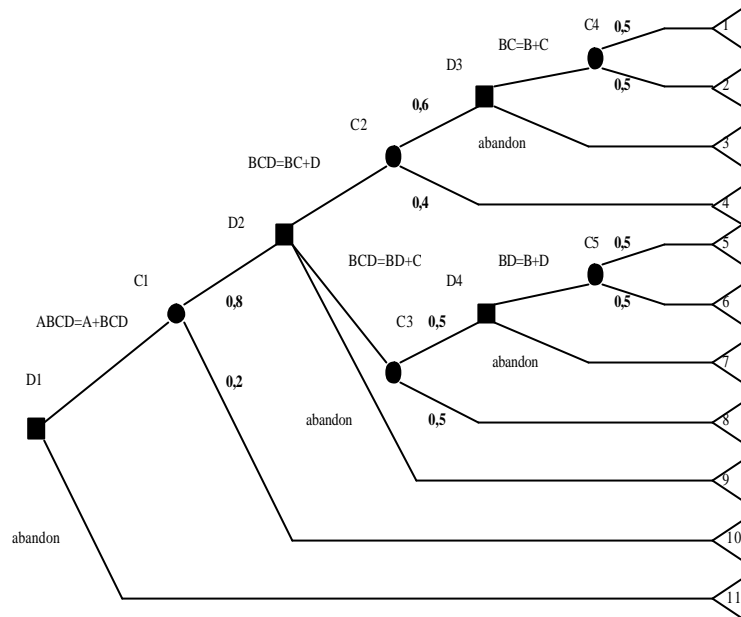 C4
0,5
1
BC=B+C
D3
0,5
2
0,6
C2
abandon
3
BCD=BC+D
0,4
4
D2
BCD=BD+C
BD=B+D
C5
0,5
5
C1
D4
0,8
0,5
6
ABCD=A+BCD
C3
0,5
abandon
7
D1
0,2
abandon
0,5
8
9
abandon
10
11